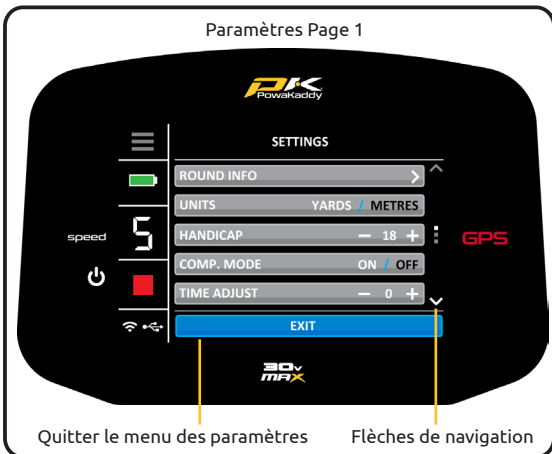 Paramètres Page 1
PK
PowaKaddy
SETTINGS
ROUND INFO
UNITS YARDS / METRES
HANDICAP — 18 +
speed 5 GPS
COMP. MODE ON / OFF
TIME ADJUST — 0 +
EXIT
30v
MAX
Quitter le menu des paramètres Flèches de navigation